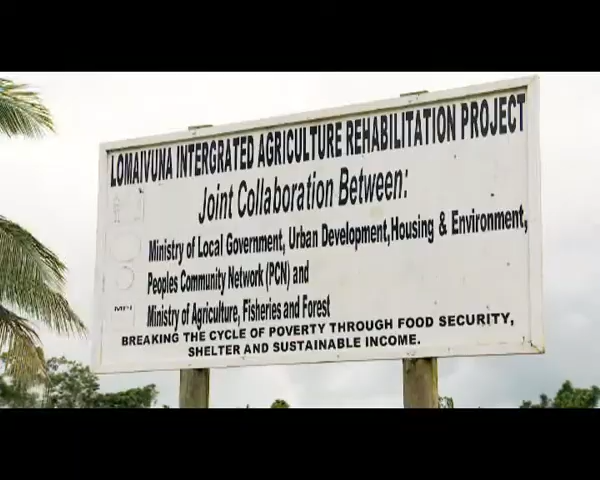 LOMAIVUNA INTERGRATED AGRICULTURE REHABILITATION PROJECT
Joint Collaboration Between:
Ministry of Local Government, Urban Development,Housing & Environment,
Peoples Community Network (PCN) and
Ministry of Agriculture, Fisheries and Forest
BREAKING THE CYCLE OF POVERTY THROUGH FOOD SECURITY,
SHELTER AND SUSTAINABLE INCOME.